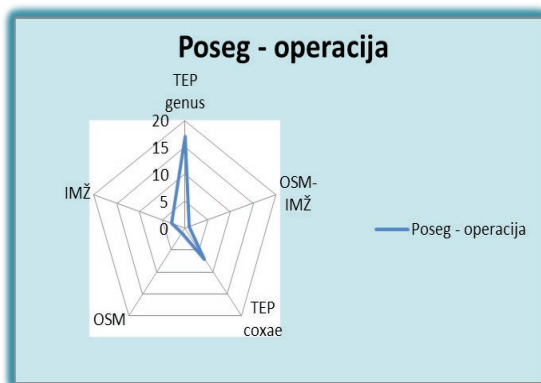 Poseg - operacija
TEP
genus
20
15
10
5
0
OSM-
IMŽ
TEP
coxae
OSM
IMŽ
Poseg - operacija